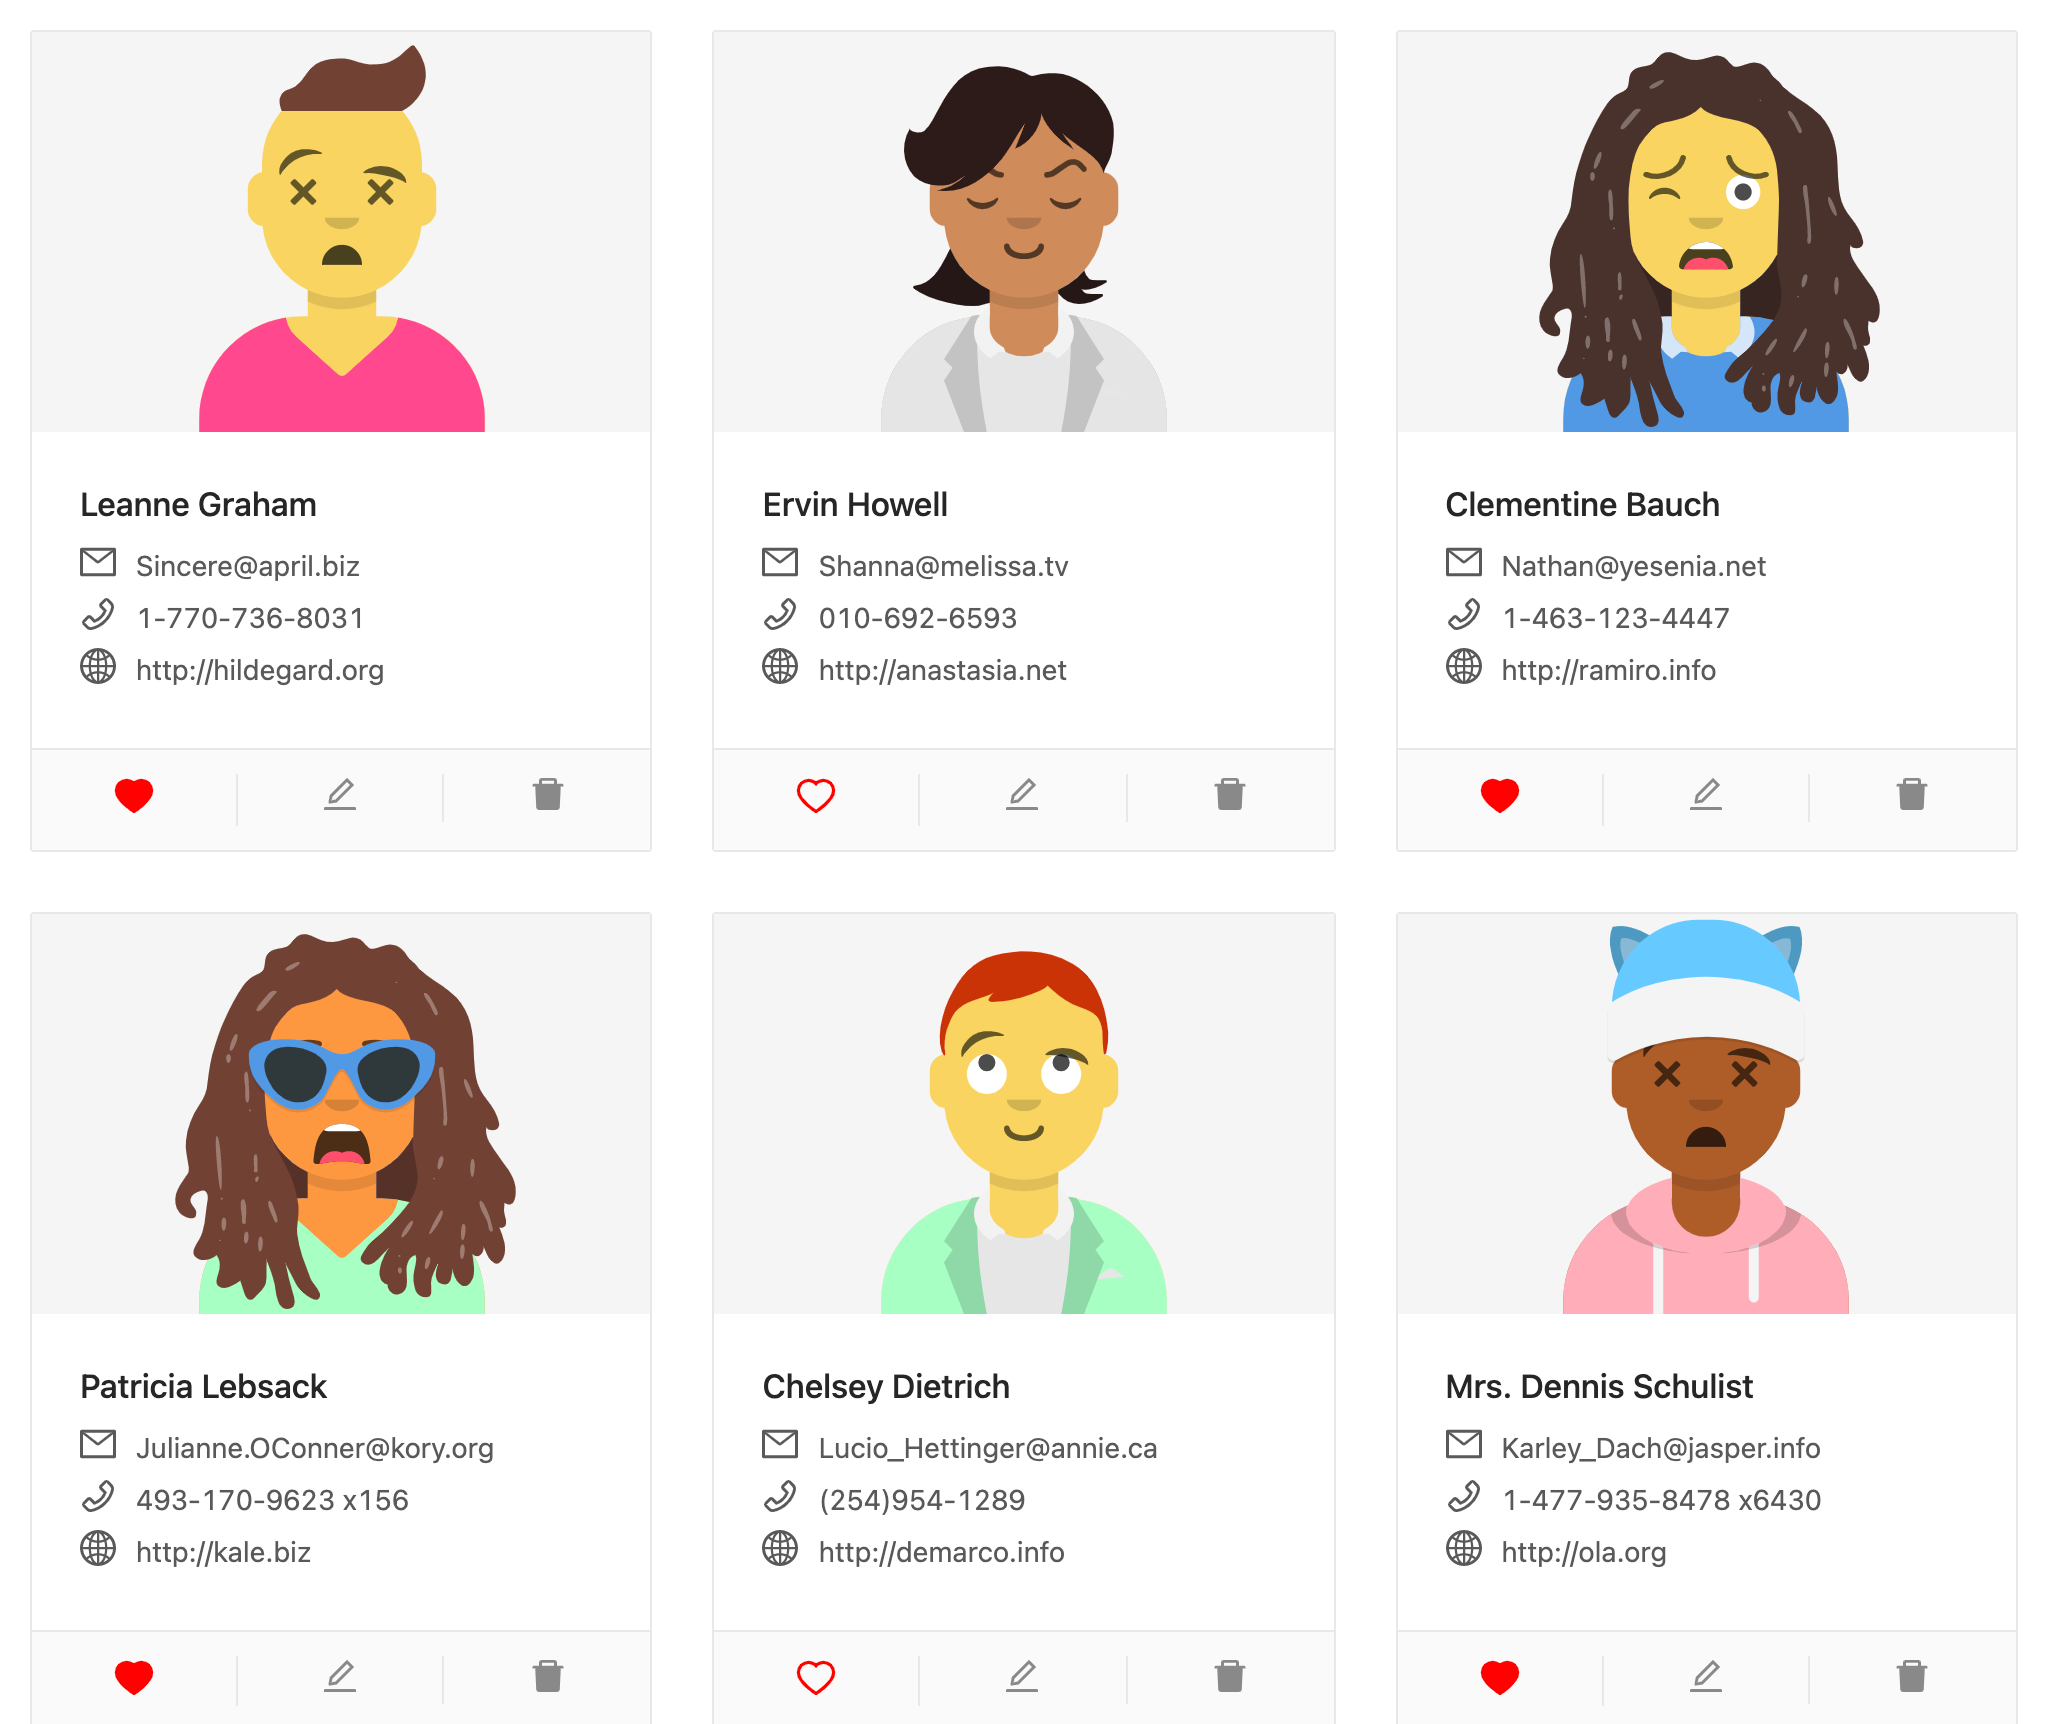 Leanne Graham
Sincere@april.biz
1-770-736-8031
http://hildegard.org
Ervin Howell
Shanna@melissa.tv
010-692-6593
http://anastasia.net
Clementine Bauch
Nathan@yesenia.net
1-463-123-4447
http://ramiro.info
Patricia Lebsack
Julianne.OConner@kory.org
493-170-9623 x156
http://kale.biz
Chelsey Dietrich
Lucio_Hettinger@annie.ca
(254)954-1289
http://demarco.info
Mrs. Dennis Schulist
Karley_Dach@jasper.info
1-477-935-8478 x6430
http://ola.org